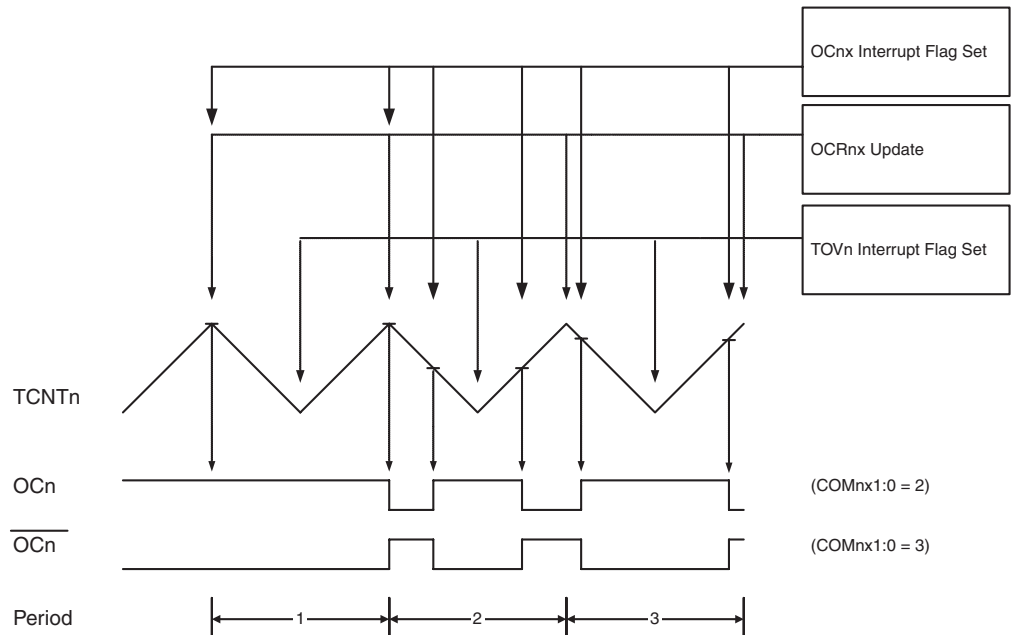 OCnx Interrupt Flag Set
OCRnx Update
TOVn Interrupt Flag Set
TCNTn
OCn
(COMnx1:0 = 2)
OCn
(COMnx1:0 = 3)
Period
1
2
3